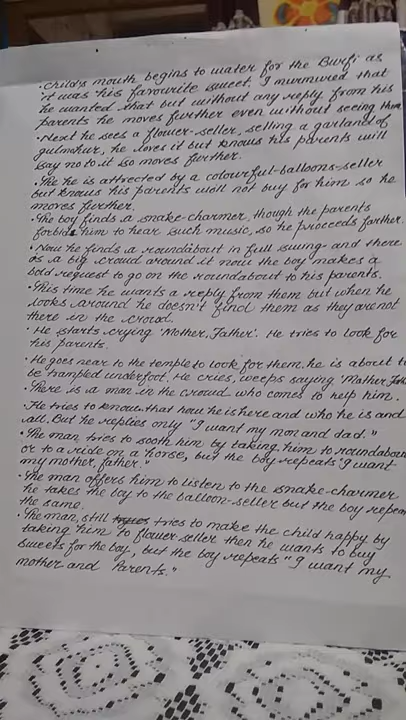 • Child's mouth begins to water for the Burfi as
it was his favourite sweet, I murmured that
he wanted that but without any reply from his
parents he moves further even without seeing them
• Next he sees a flower-seller, selling a garland of
gulmohur, he loves it but knows his parents will
say no to it so moves further.
• The he is attrected by a colourful-balloons-seller
but knows his parents woll not buy for him so he
moves further.
• The boy finds a snake-charmer, though the parents
forbids him to hear such music, so he proceeds farther.
• Now he finds a roundabout in full swing and there
is a big croud around it now the boy makes a
bold request to go on the roundabout to his parents.
• This time he wants a reply from them but when he
looks around he doesn't find them as they are not
there in the croud.
• He starts crying 'Mother, Father'. He tries to look for
his parents.
• He goes near to the temple to look for them. he is about to
be trampled underfoot. He cries, weeps saying 'Mother, Father
• There is a man in the crowd who comes to help him.
• He tries to know that how he is here and who he is and
all. But he replies only "I want my mon and dad."
• The man tries to sooth him by taking him to roundabout
or to a ride on a horse, but the boy repeats "I want
my mother, father."
• The man offers him to listen to the snake-charmer
he takes the boy to the balloon-seller but the boy repeats
the same.
• The man, still tries to make the child happy by
taking him to flower-seller then he wants to buy
sweets for the boy, but the boy repeats "I want my
mother and Parents."